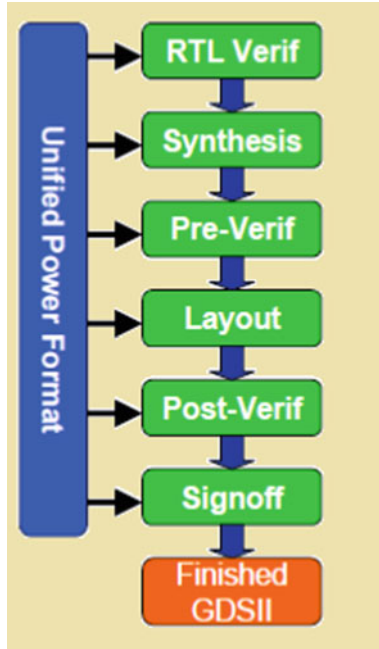 Unified Power Format
RTL Verif
Synthesis
Pre-Verif
Layout
Post-Verif
Signoff
Finished
GDSII